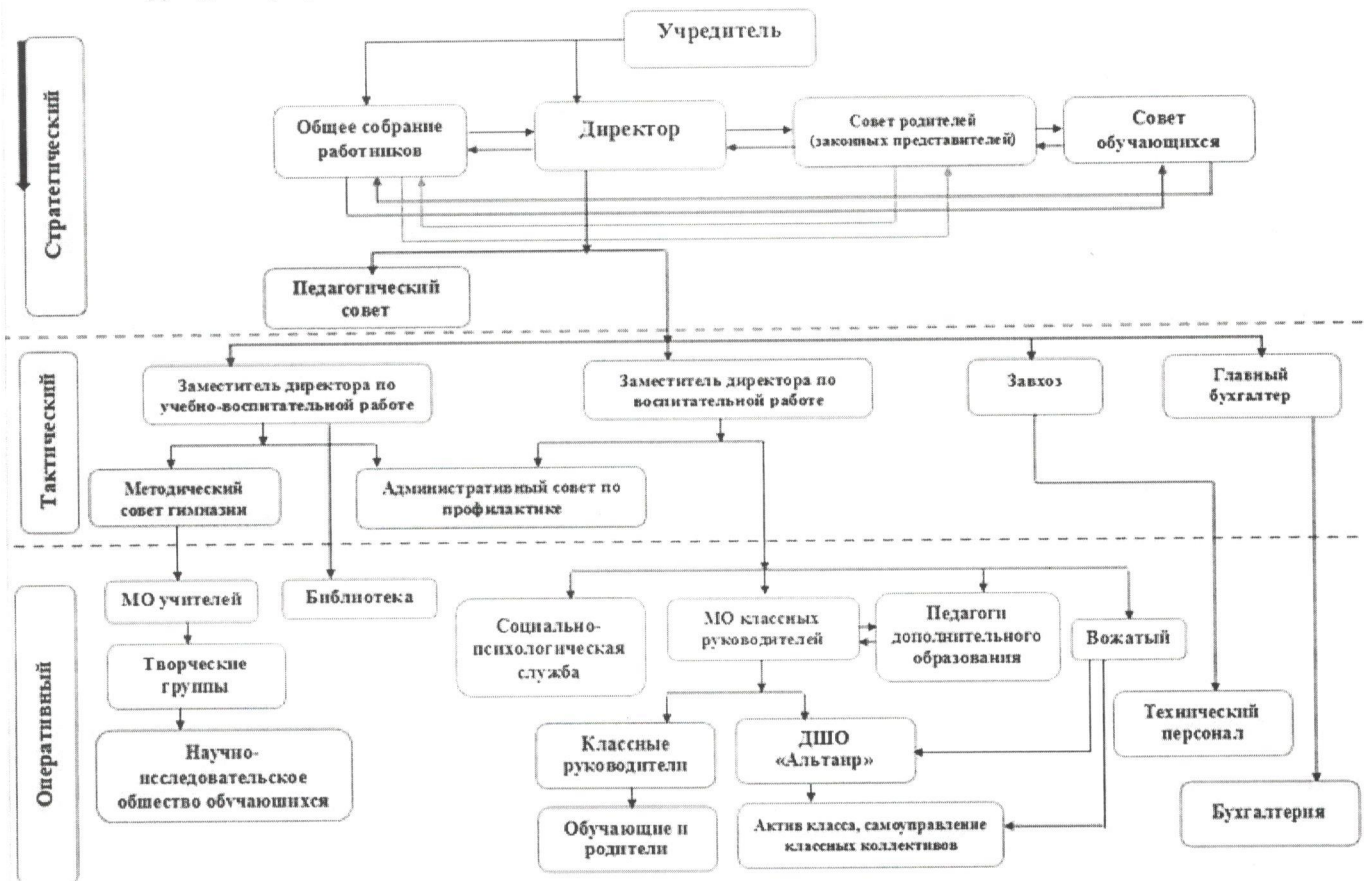 Учредитель
Стратегический
Общее собрание
работников
Директор
Совет родителей
(законных представителей)
Совет
обучающихся
Педагогический
совет
Тактический
Заместитель директора по
учебно-воспитательной работе
Заместитель директора по
воспитательной работе
Завхоз
Главный
бухгалтер
Методический
совет гимназии
Административный совет по
профилактике
Оперативный
МО учителей
Библиотека
Социально-
психологическая
служба
МО классных
руководителей
Педагоги
дополнительного
образования
Вожатый
Творческие
группы
Технический
персонал
Научно-
исследовательское
общество обучающихся
Классные
руководители
ДШО
«Альтаир»
Бухгалтерия
Обучающие и
родители
Актив класса, самоуправление
классных коллективов